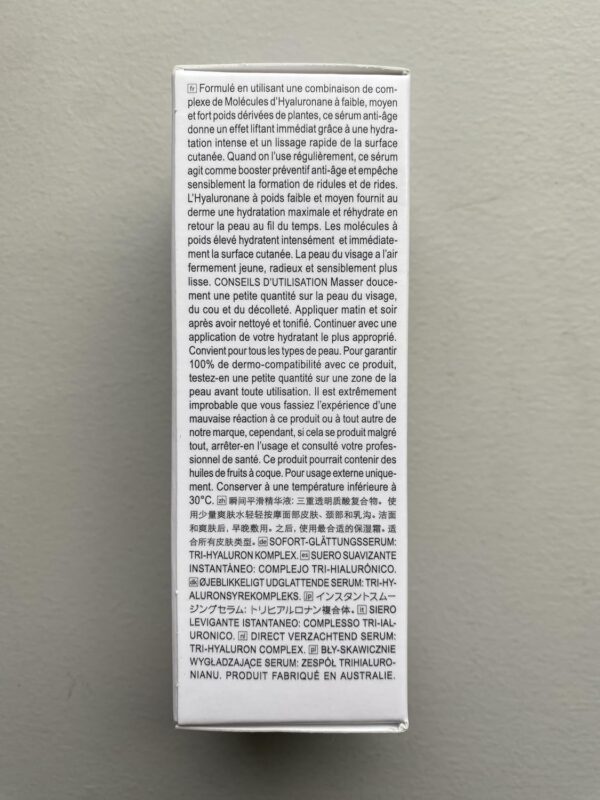 fr Formulé en utilisant une combinaison de com-
plexe de Molécules d'Hyaluronane à faible, moyen
et fort poids dérivées de plantes, ce sérum anti-âge
donne un effet liftant immédiat grâce à une hydra-
tation intense et un lissage rapide de la surface
cutanée. Quand on l'use régulièrement, ce sérum
agit comme booster préventif anti-âge et empêche
sensiblement la formation de ridules et de rides.
L'Hyaluronane à poids faible et moyen fournit au
derme une hydratation maximale et réhydrate en
retour la peau au fil du temps. Les molécules à
poids élevé hydratent intensément et immédiate-
ment la surface cutanée. La peau du visage a l'air
fermement jeune, radieux et sensiblement plus
lisse. CONSEILS D'UTILISATION Masser douce-
ment une petite quantité sur la peau du visage,
du cou et du décolleté. Appliquer matin et soir
après avoir nettoyé et tonifié. Continuer avec une
application de votre hydratant le plus approprié.
Convient pour tous les types de peau. Pour garantir
100% de dermo-compatibilité avec ce produit,
testez-en une petite quantité sur une zone de la
peau avant toute utilisation. Il est extrêmement
improbable que vous fassiez l'expérience d'une
mauvaise réaction à ce produit ou à tout autre de
notre marque, cependant, si cela se produit malgré
tout, arrêter-en l'usage et consulté votre profes-
sionnel de santé. Ce produit pourrait contenir des
huiles de fruits à coque. Pour usage externe unique-
ment. Conserver à une température inférieure à
30°C. zh 瞬间平滑精华液: 三重透明质酸复合物。使
用少量爽肤水轻轻按摩面部皮肤、颈部和乳沟。洁面
和爽肤后，早晚敷用。之后，使用最合适的保湿霜。适
合所有皮肤类型。de SOFORT-GLÄTTUNGSSERUM:
TRI-HYALURON KOMPLEX. es SUERO SUAVIZANTE
INSTANTÁNEO: COMPLEJO TRI-HIALURÓNICO.
dk ØJEBLIKKELIGT UDGLATTENDE SERUM: TRI-HY-
ALURONSYREKOMPLEKS. jp インスタントスムー
ジングセラム: トリヒアルロナン複合体。it SIERO
LEVIGANTE ISTANTANEO: COMPLESSO TRI-IAL-
URONICO. nl DIRECT VERZACHTEND SERUM:
TRI-HYALURON COMPLEX. pl BŁY-SKAWICZNIE
WYGŁADZAJĄCE SERUM: ZESPÓŁ TRIHIALURO-
NIANU. PRODUIT FABRIQUÉ EN AUSTRALIE.